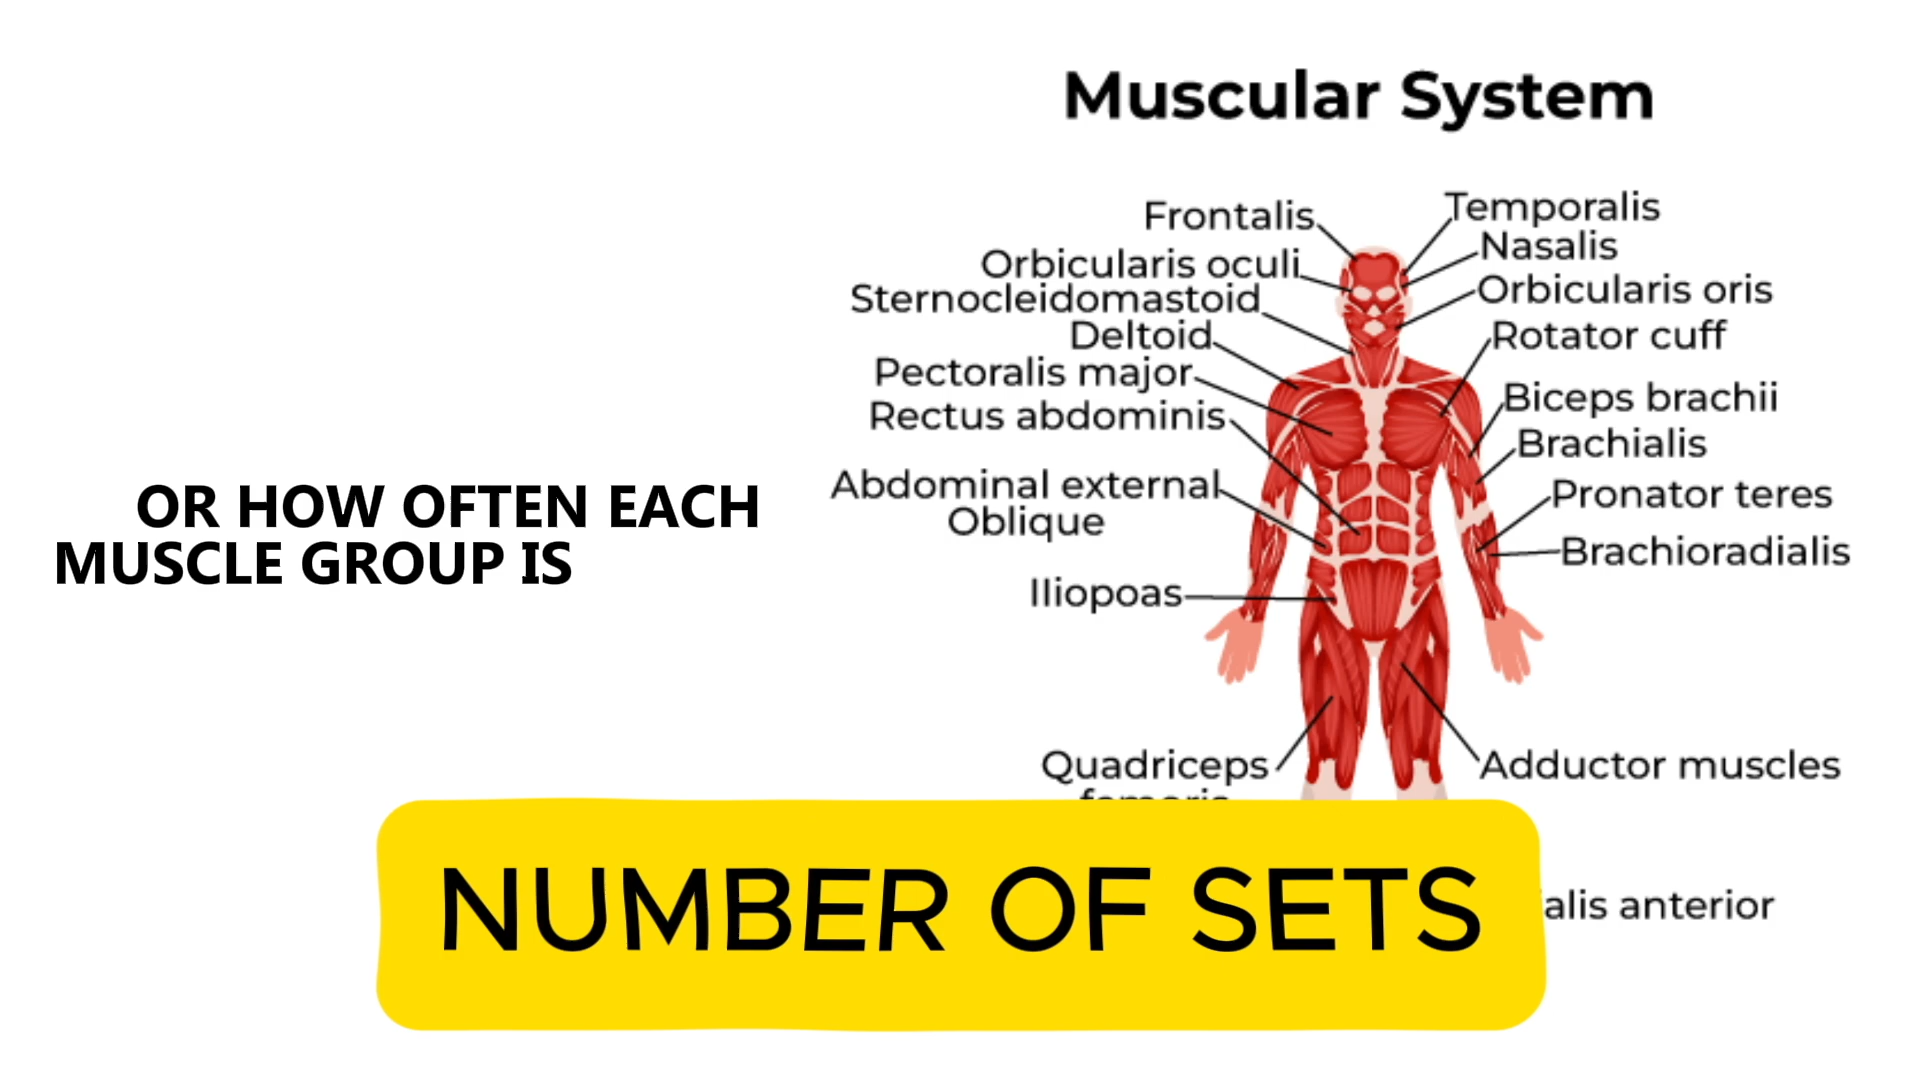 Muscular System
Frontalis
Temporalis
Nasalis
Orbicularis oculi
Orbicularis oris
Sternocleidomastoid
Deltoid
Rotator cuff
Pectoralis major
Biceps brachii
Rectus abdominis
Brachialis
Abdominal external
Oblique
Pronator teres
Brachioradialis
Iliopoas
OR HOW OFTEN EACH
MUSCLE GROUP IS
Quadriceps
Adductor muscles
NUMBER OF SETS
anterior